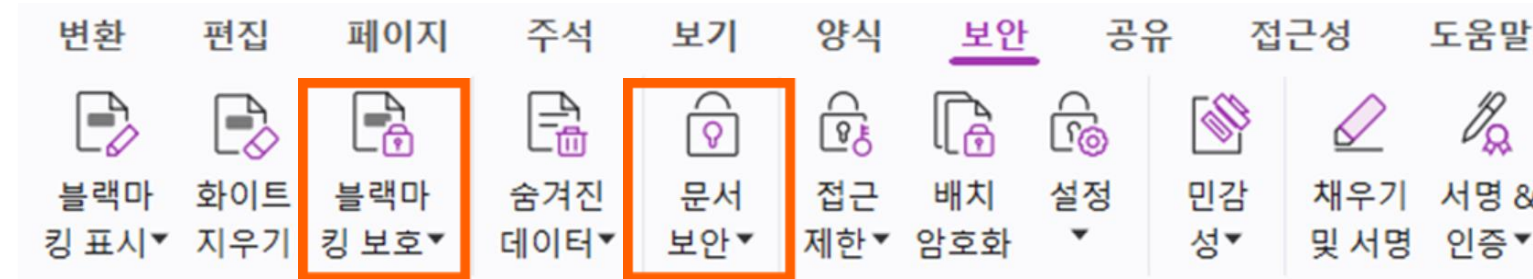 변환 편집 페이지 주석 보기 양식 보안 공유 접근성 도움말
블랙마 화이트 블랙마 숨겨진 문서 접근 배치 설정 민감 채우기 서명 &
킹 표시 지우기 킹 보호 데이터 보안 제한 암호화 성 및 서명 인증